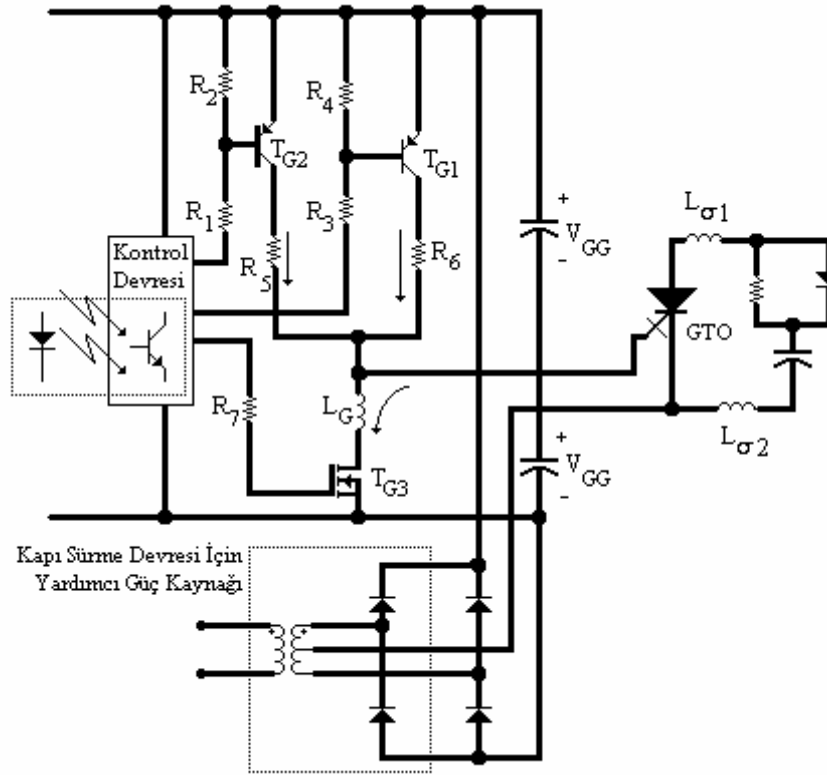 R2
R4
TG2
TG1
R1
R3
Kontrol
Devresi
R5
R6
+
VGG
-
Lσ1
GTO
R7
LG
Lσ2
+
VGG
-
TG3
Kapı Sürme Devresi İçin
Yardımcı Güç Kaynağı